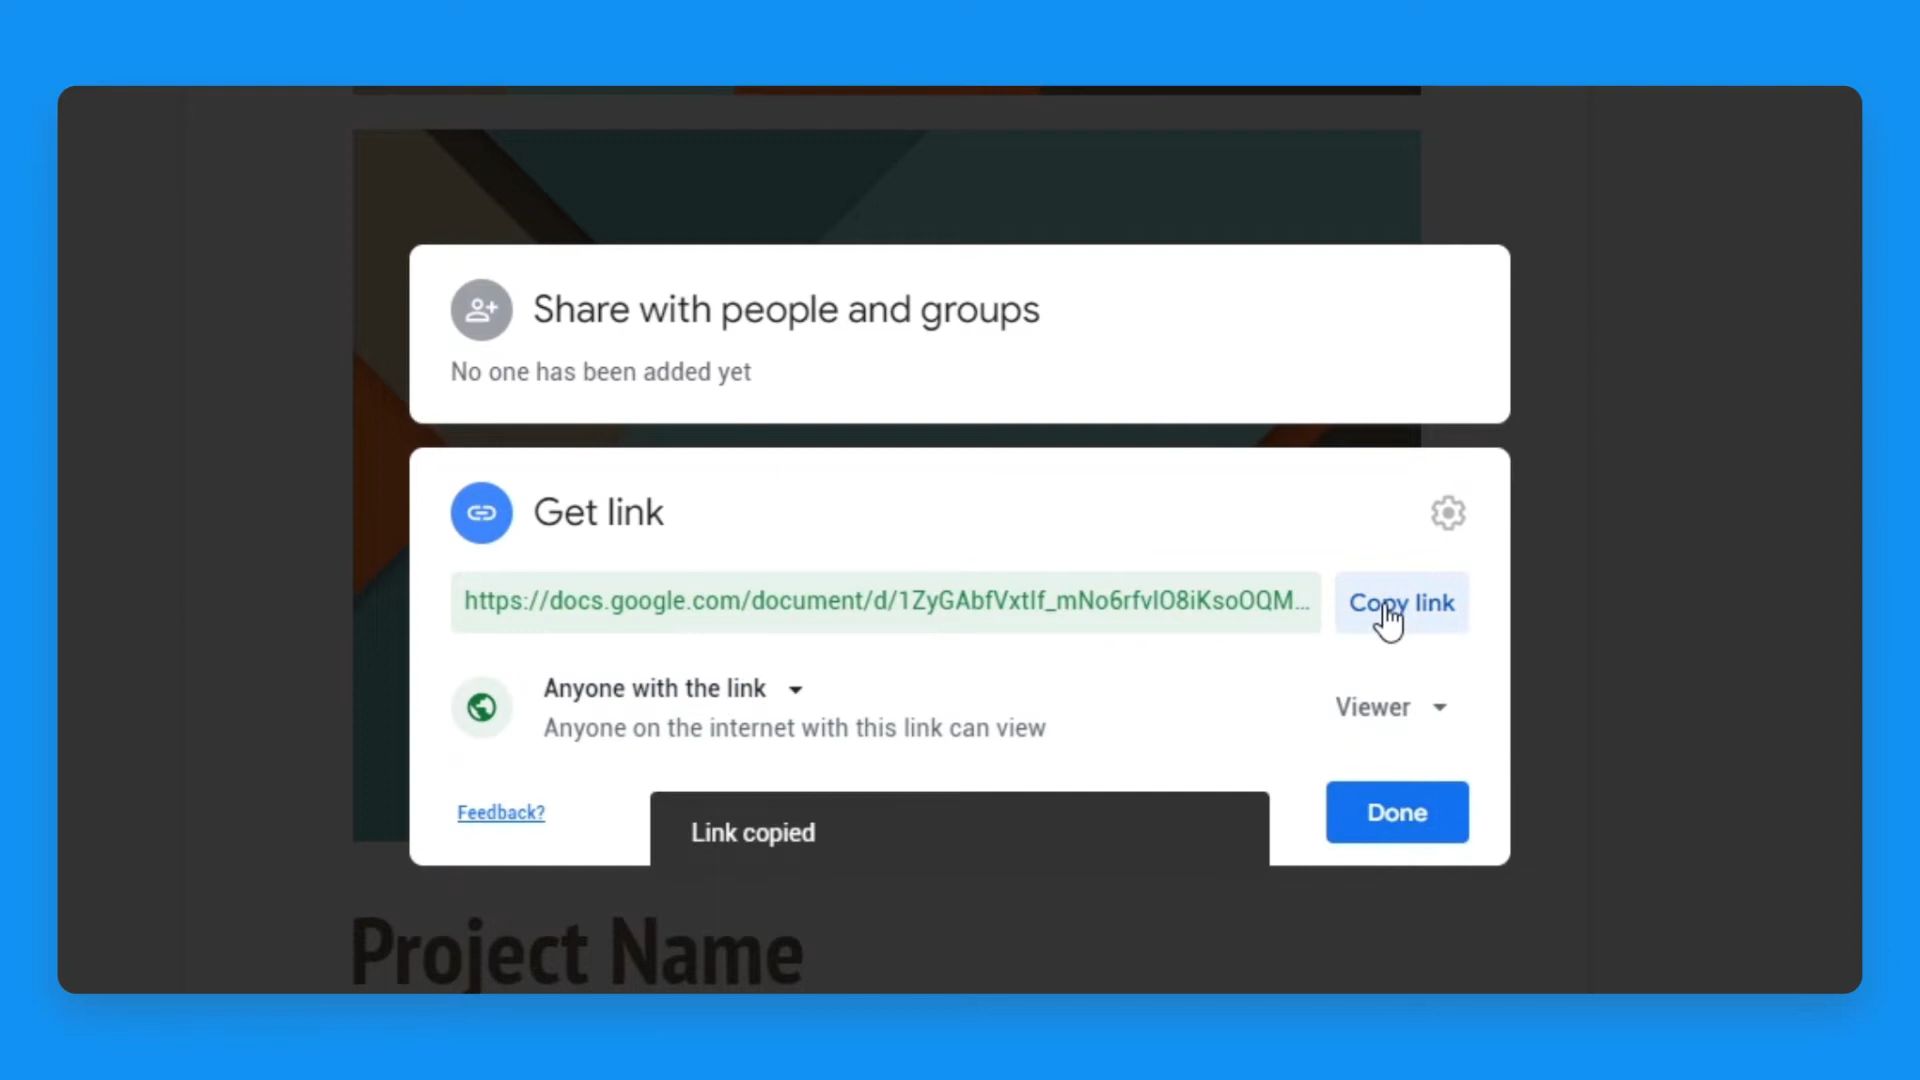 Share with people and groups
No one has been added yet
Get link
https://docs.google.com/document/d/1ZyGAbfVxtIf_mNo6rfvIO8iKsoOQM...
Copy link
Anyone with the link
Anyone on the internet with this link can view
Viewer
Feedback?
Link copied
Done
Project Name